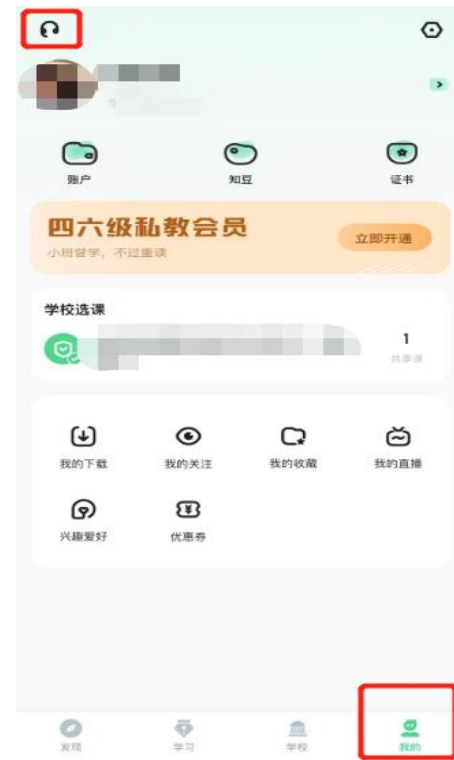 账户
知豆
证书
四六级私教会员
立即开通
小班督学，不过重读
学校选课
1
共享课
我的下载
我的关注
我的收藏
我的直播
兴趣爱好
优惠券
发现
学习
学校
我的